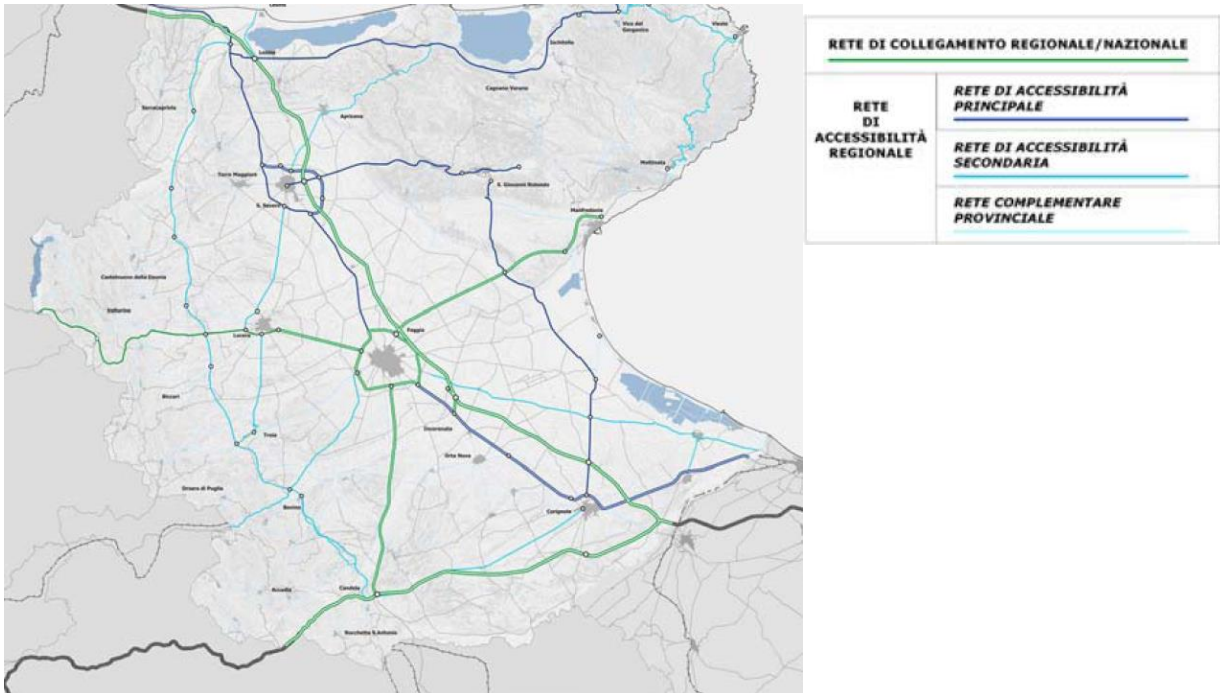 Lesina
Vico del
Gargano
Vieste
Ischitella
Cagnano Varano
Serracapriola
Apricena
Mattinata
Torre Maggiore
S. Giovanni Rotondo
S. Severo
Manfredonia
Castelnuovo della Daunia
Volturino
Lucera
Foggia
Biccari
Troia
Orta Nova
Orsara di Puglia
Bovino
Cerignola
Accadia
Candela
Rocchetta S.Antonio
RETE DI COLLEGAMENTO REGIONALE/NAZIONALE
RETE
DI
ACCESSIBILITÀ
REGIONALE
RETE DI ACCESSIBILITÀ
PRINCIPALE
RETE DI ACCESSIBILITÀ
SECONDARIA
RETE COMPLEMENTARE
PROVINCIALE